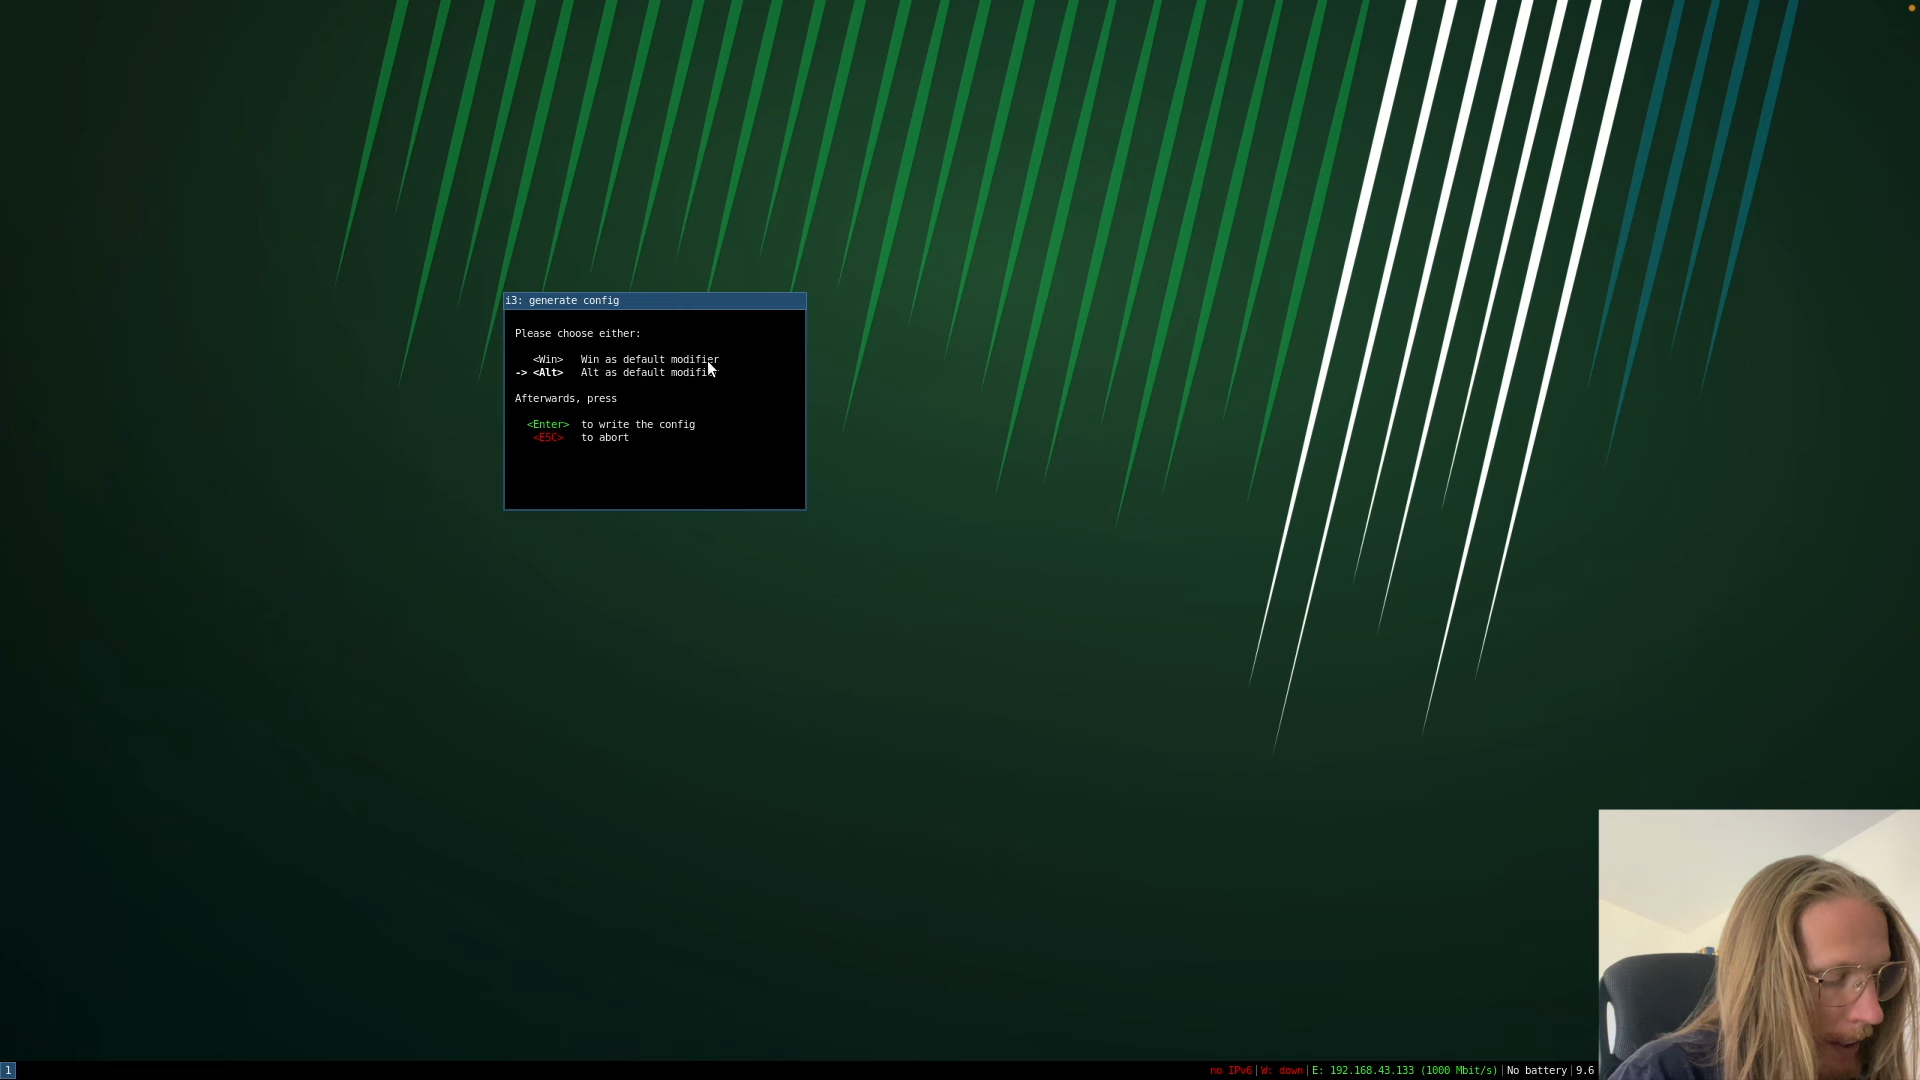 i3: generate config
Please choose either:
<Win> Win as default modifier
-> <Alt> Alt as default modifier
Afterwards, press
<Enter> to write the config
<ESC> to abort
1
no IPv6|W: down|E: 192.168.43.133 (1000 Mbit/s)|No battery|9.6